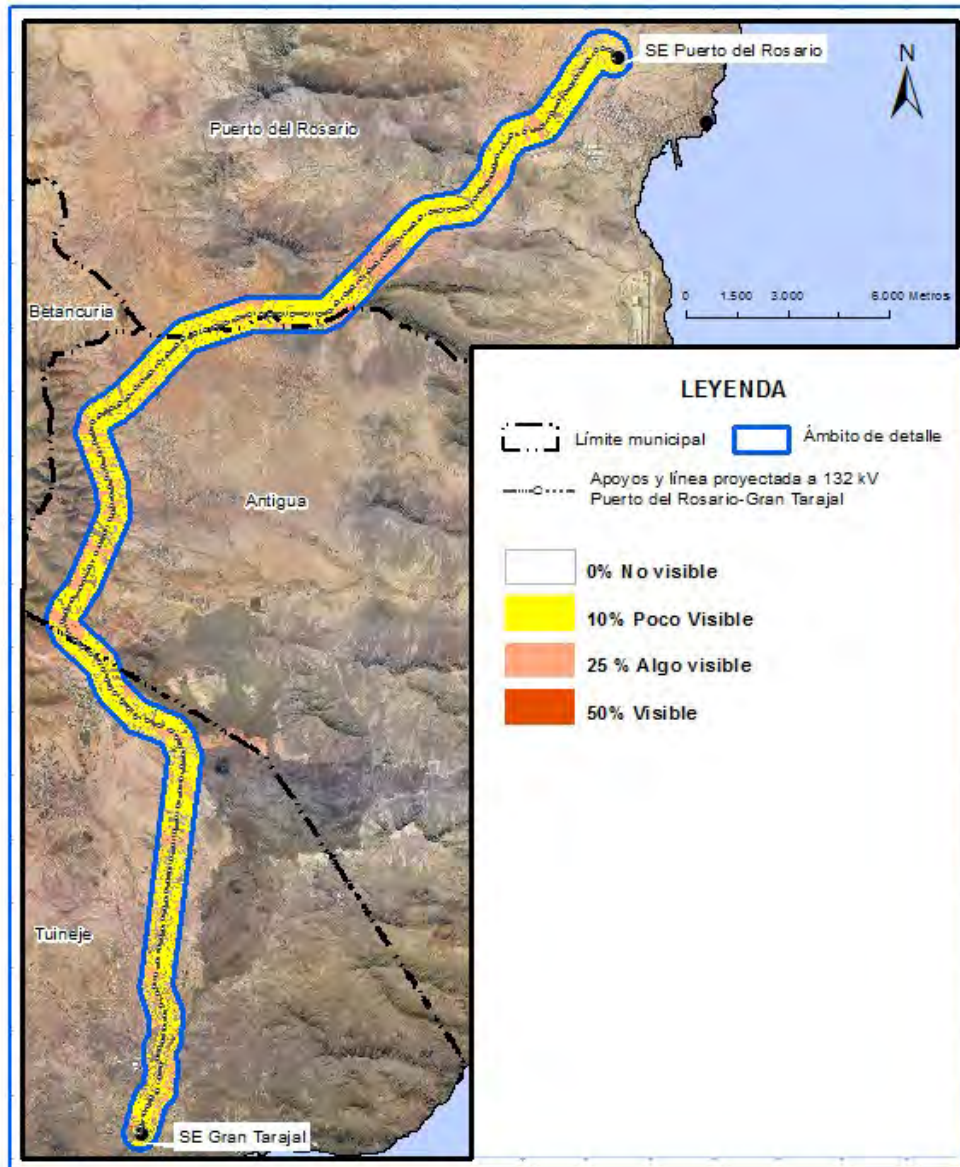 SE Puerto del Rosario
N
Puerto del Rosario
Betancuria
0 1.500 3.000 6.000 Metros
LEYENDA
Límite municipal
Ámbito de detalle
Apoyos y línea proyectada a 132 kV
Puerto del Rosario-Gran Tarajal
Antigua
0% No visible
10% Poco Visible
25 % Algo visible
50% Visible
Tuineje
SE Gran Tarajal